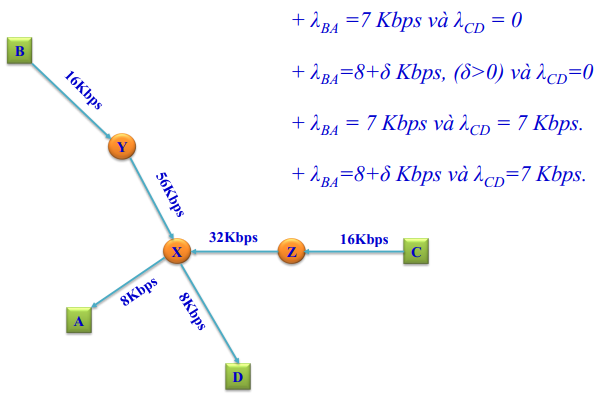 + λBA =7 Kbps và λCD = 0
B
+ λBA=8+δ Kbps, (δ>0) và λCD=0
16Kbps
+ λBA = 7 Kbps và λCD = 7 Kbps.
Y
+ λBA=8+δ Kbps và λCD=7 Kbps.
56Kbps
32Kbps
16Kbps
X
Z
C
8Kbps
8Kbps
A
D